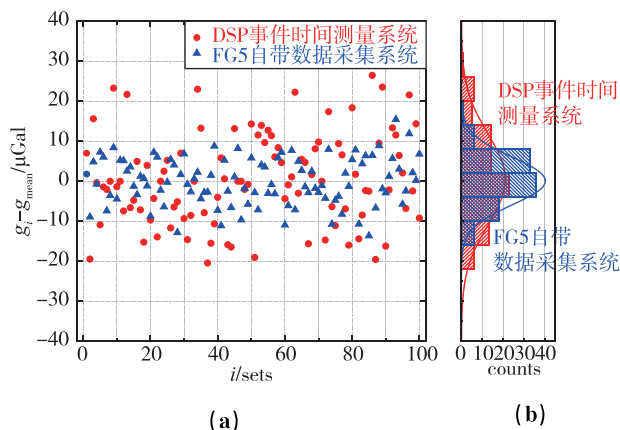 40
30
20
10
0
−10
−20
−30
−40
gᵢ−gmean/μGal
DSP事件时间测量系统
FG5自带数据采集系统
0
20
40
60
80
100
i/sets
(a)
DSP事件时间
测量系统
FG5自带
数据采集系统
0
10
20
30
40
counts
(b)